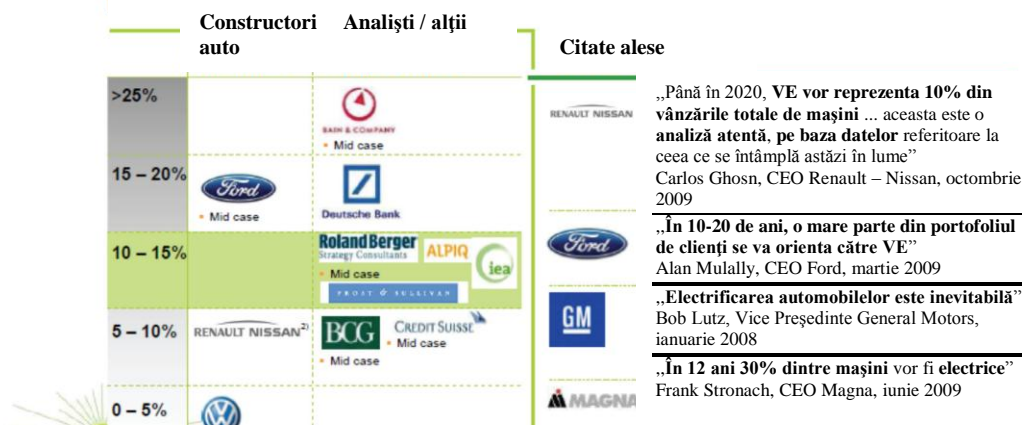 Constructori auto
Analişti / alţii
Citate alese
>25%
BAIN & COMPANY
• Mid case
15 – 20%
Ford
• Mid case
Deutsche Bank
10 – 15%
Roland Berger
Strategy Consultants
• Mid case
ALPIQ
iea
FROST & SULLIVAN
5 – 10%
RENAULT NISSAN2)
BCG
• Mid case
CREDIT SUISSE
• Mid case
0 – 5%
RENAULT NISSAN
,,Până în 2020, VE vor reprezenta 10% din
vânzările totale de maşini ... aceasta este o
analiză atentă, pe baza datelor referitoare la
ceea ce se întâmplă astăzi în lume”
Carlos Ghosn, CEO Renault – Nissan, octombrie
2009
Ford
,,În 10-20 de ani, o mare parte din portofoliul
de clienţi se va orienta către VE”
Alan Mulally, CEO Ford, martie 2009
GM
,,Electrificarea automobilelor este inevitabilă”
Bob Lutz, Vice Preşedinte General Motors,
ianuarie 2008
MAGNA
,,În 12 ani 30% dintre maşini vor fi electrice”
Frank Stronach, CEO Magna, iunie 2009